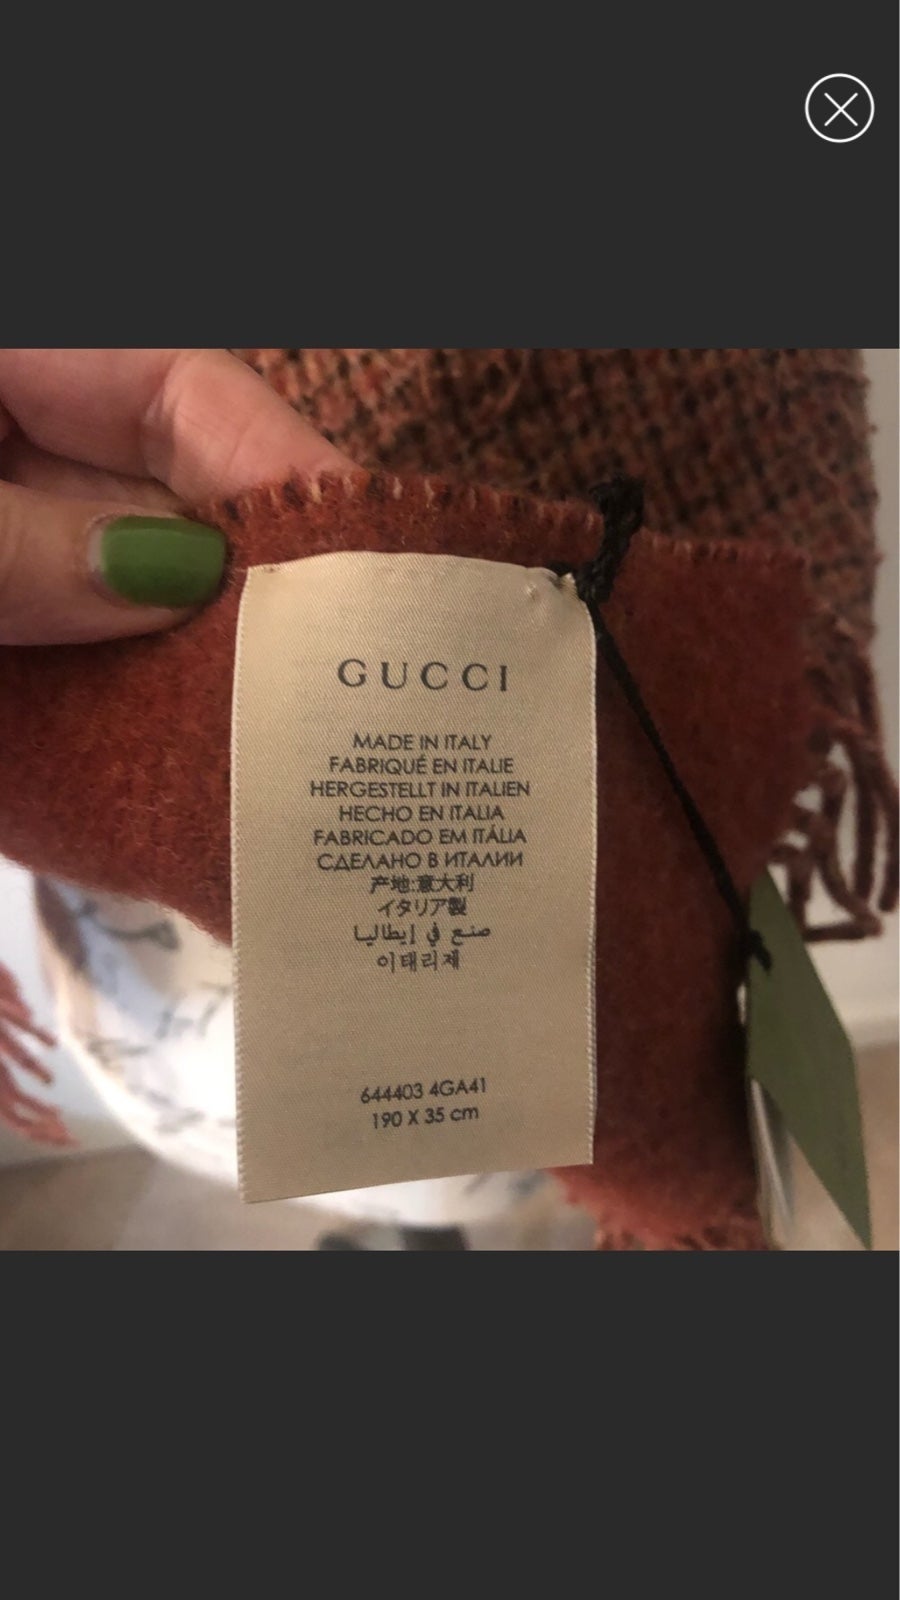 GUCCI
MADE IN ITALY
FABRIQUÉ EN ITALIE
HERGESTELLT IN ITALIEN
HECHO EN ITALIA
FABRICADO EM ITÁLIA
СДЕЛАНО В ИТАЛИИ
产地:意大利
イタリア製
صنع في إيطاليا
이태리제
644403 4GA41
190 X 35 cm